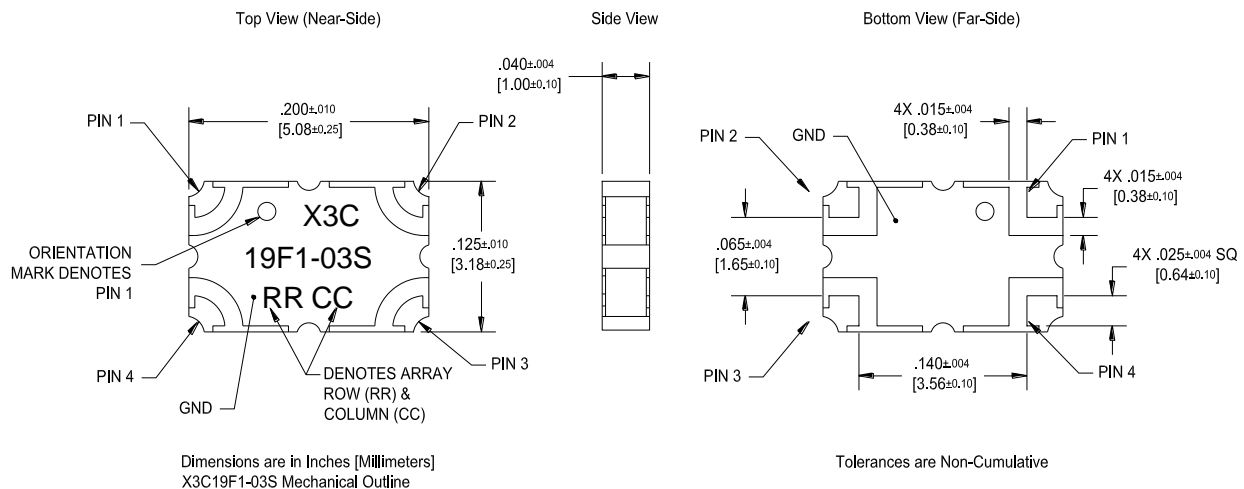 Top View (Near-Side)
Side View
Bottom View (Far-Side)
.200±.010
[5.08±0.25]
PIN 1
PIN 2
.040±.004
[1.00±0.10]
4X .015±.004
[0.38±0.10]
PIN 2
GND
PIN 1
4X .015±.004
[0.38±0.10]
X3C
19F1-03S
RR CC
ORIENTATION
MARK DENOTES
PIN 1
.125±.010
[3.18±0.25]
.065±.004
[1.65±0.10]
4X .025±.004 SQ
[0.64±0.10]
PIN 4
GND
DENOTES ARRAY
ROW (RR) &
COLUMN (CC)
PIN 3
PIN 3
.140±.004
[3.56±0.10]
PIN 4
Dimensions are in Inches [Millimeters]
X3C19F1-03S Mechanical Outline
Tolerances are Non-Cumulative